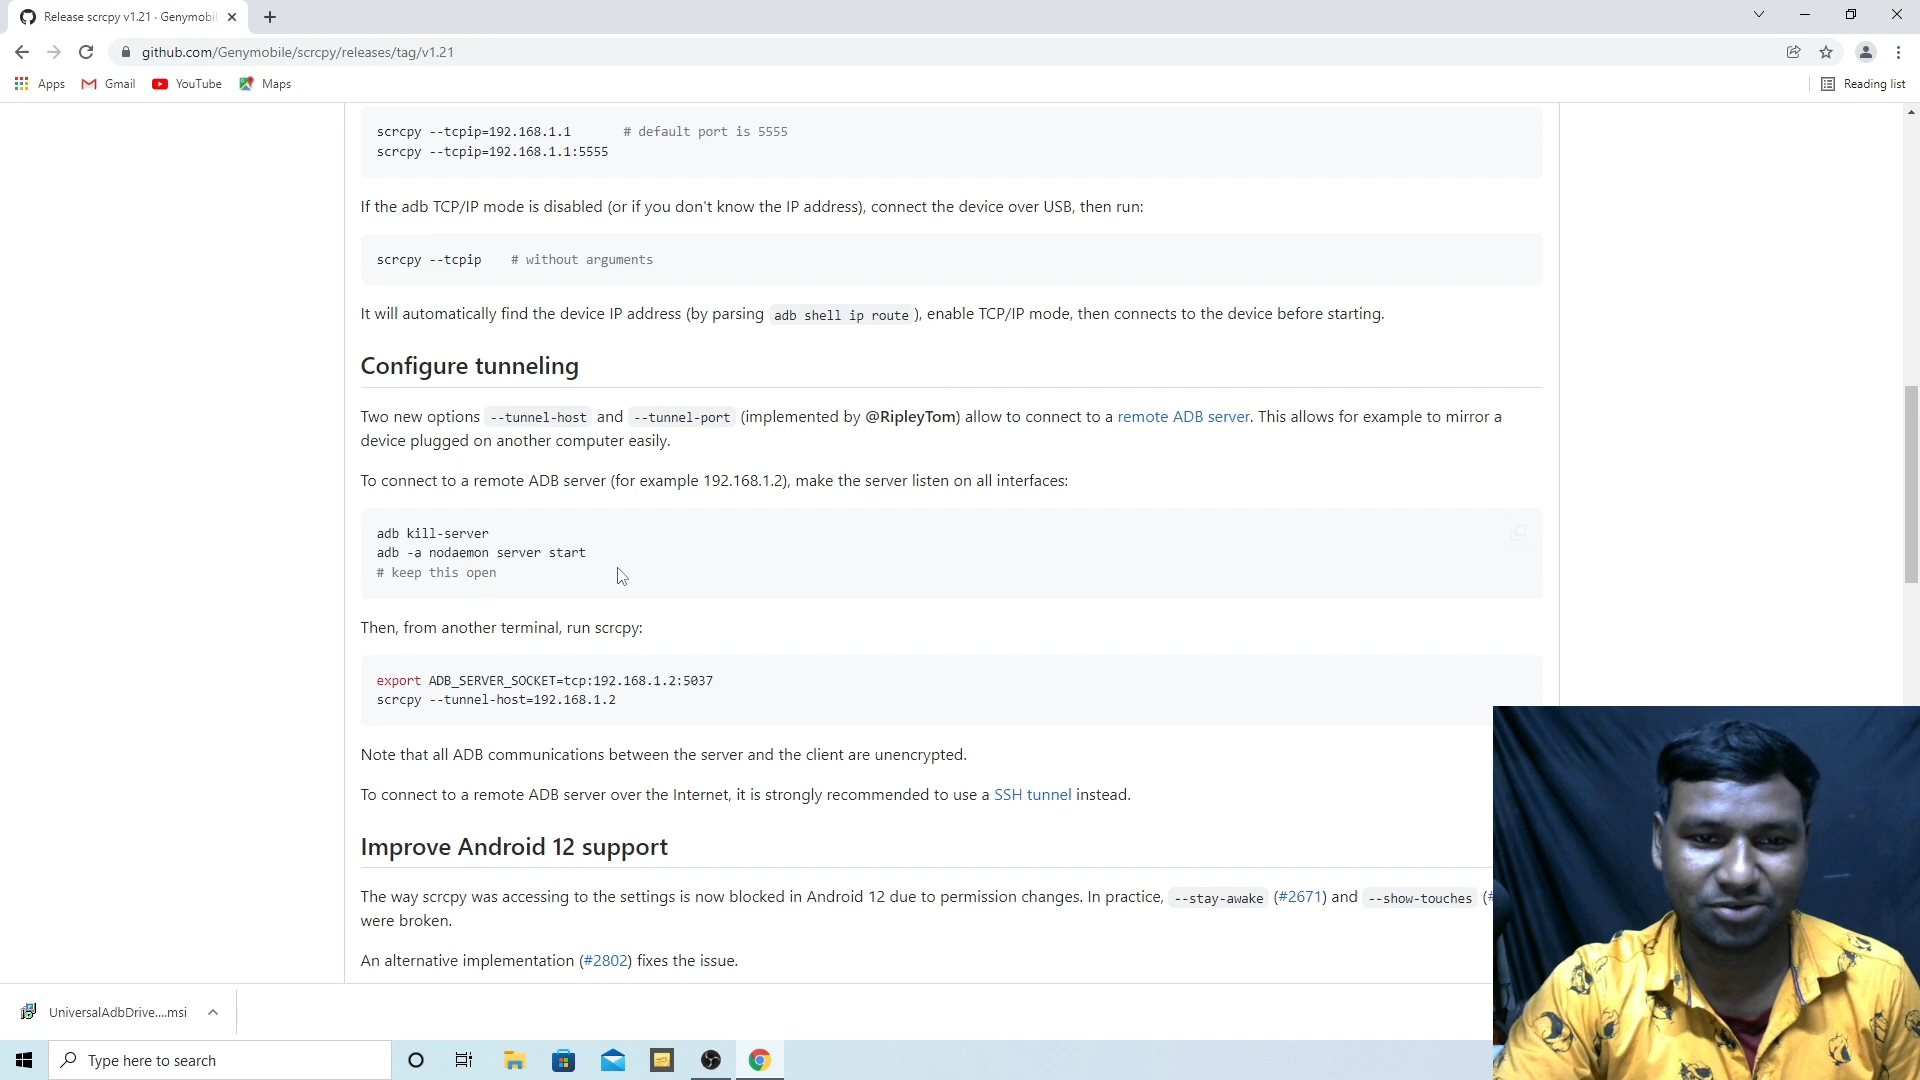 Release scrcpy v1.21 · Genymobil
github.com/Genymobile/scrcpy/releases/tag/v1.21
Apps
Gmail
YouTube
Maps
Reading list
scrcpy --tcpip=192.168.1.1 # default port is 5555
scrcpy --tcpip=192.168.1.1:5555
If the adb TCP/IP mode is disabled (or if you don't know the IP address), connect the device over USB, then run:
scrcpy --tcpip # without arguments
It will automatically find the device IP address (by parsing adb shell ip route ), enable TCP/IP mode, then connects to the device before starting.
Configure tunneling
Two new options --tunnel-host and --tunnel-port (implemented by @RipleyTom) allow to connect to a remote ADB server. This allows for example to mirror a
device plugged on another computer easily.
To connect to a remote ADB server (for example 192.168.1.2), make the server listen on all interfaces:
adb kill-server
adb -a nodaemon server start
# keep this open
Then, from another terminal, run scrcpy:
export ADB_SERVER_SOCKET=tcp:192.168.1.2:5037
scrcpy --tunnel-host=192.168.1.2
Note that all ADB communications between the server and the client are unencrypted.
To connect to a remote ADB server over the Internet, it is strongly recommended to use a SSH tunnel instead.
Improve Android 12 support
The way scrcpy was accessing to the settings is now blocked in Android 12 due to permission changes. In practice, --stay-awake (#2671) and --show-touches (#
were broken.
An alternative implementation (#2802) fixes the issue.
UniversalAdbDrive....msi
Type here to search